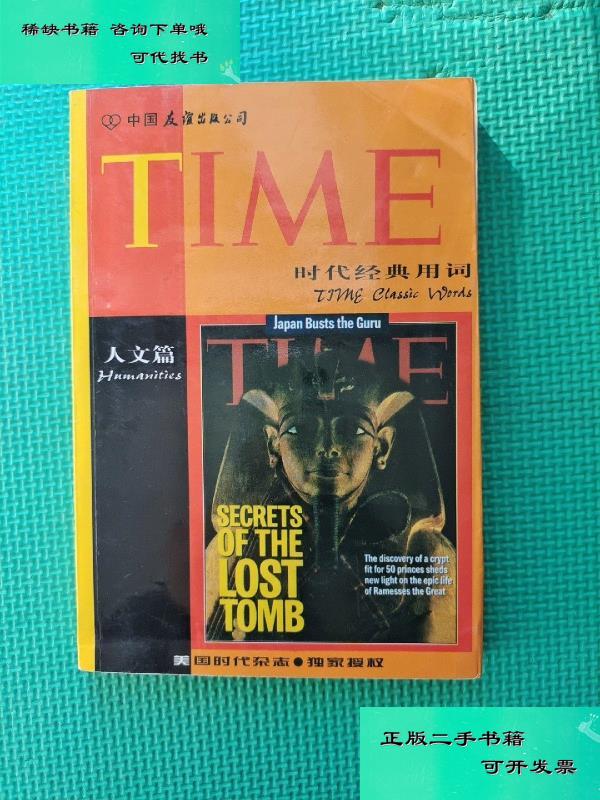 稀缺书籍 咨询下单哦
可代找书
中国友谊出版公司
TIME
时代经典用词
TIME Classic Words
人文篇
Humanities
Japan Busts the Guru
TIME
SECRETS
OF THE
LOST
TOMB
The discovery of a crypt
fit for 50 princes sheds
new light on the epic life
of Ramesses the Great
美国时代杂志●独家授权
正版二手书籍
可开发票